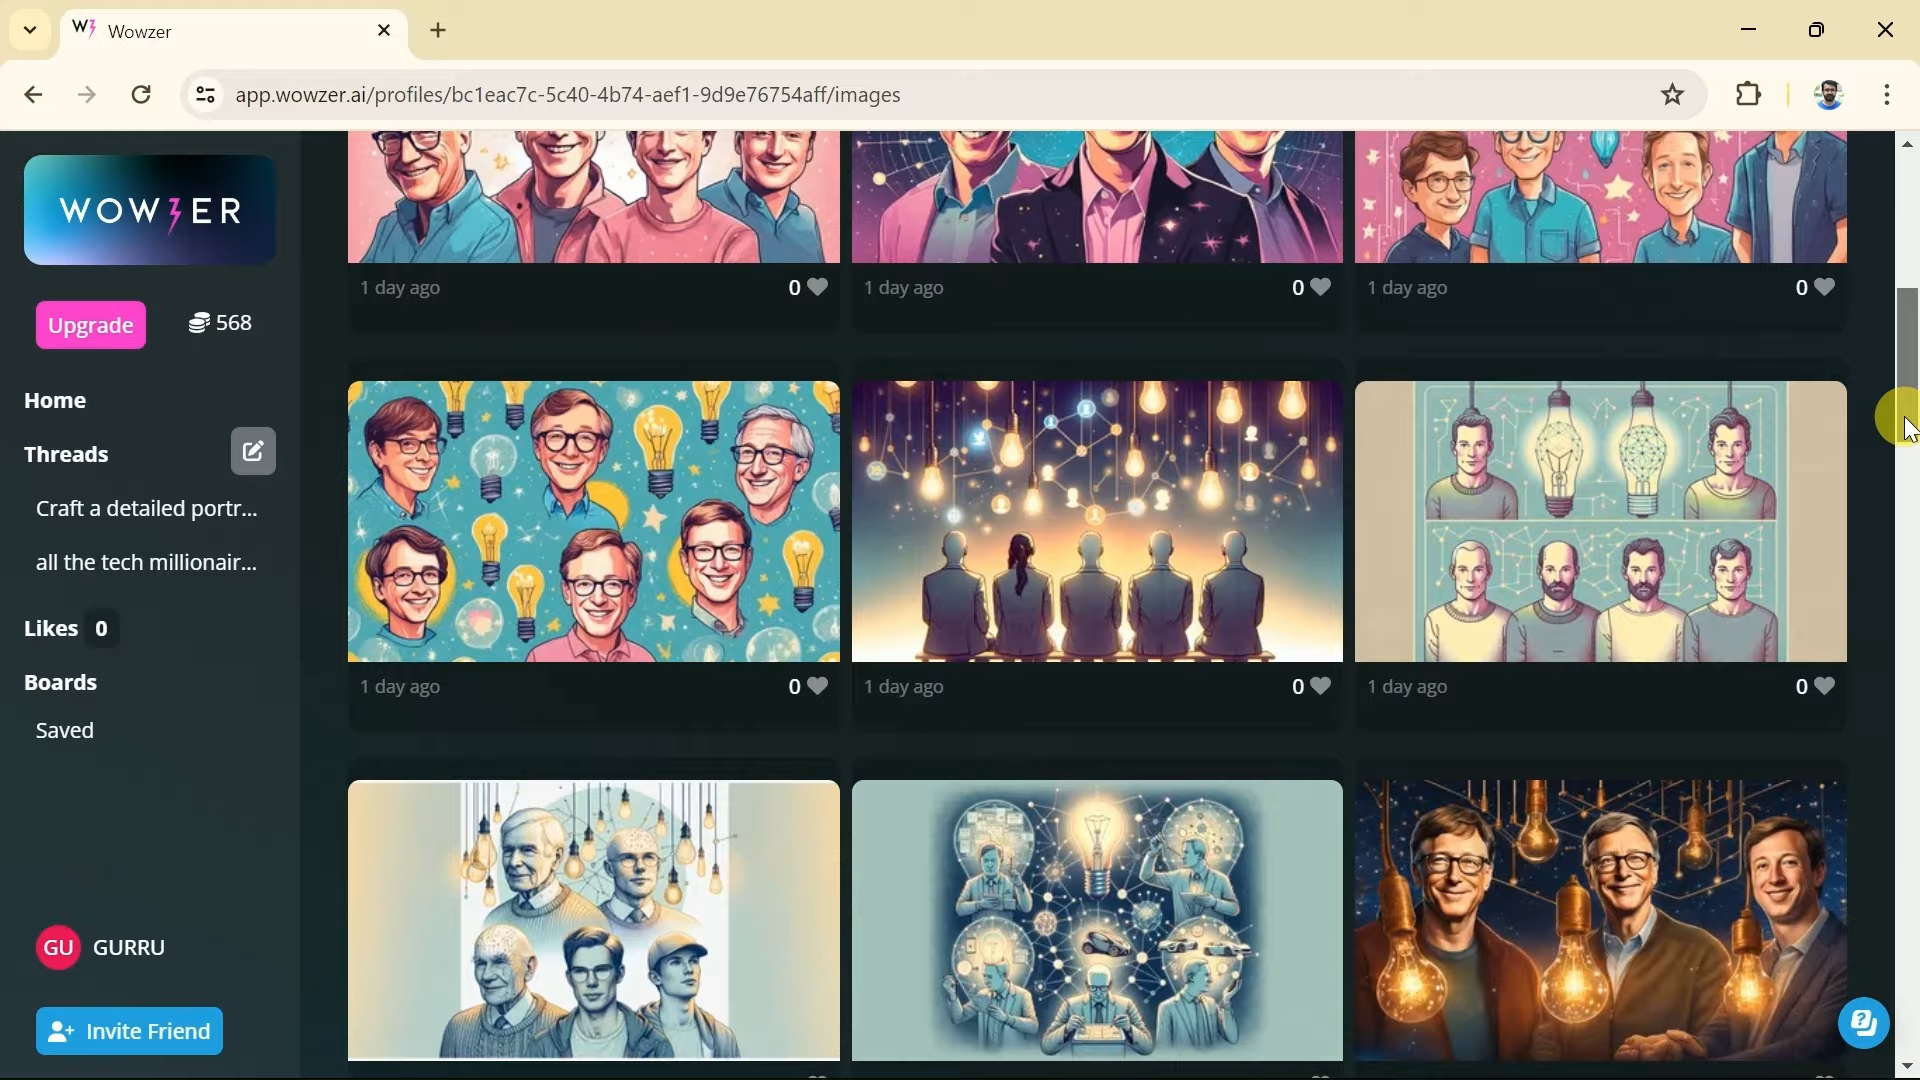 Wowzer
app.wowzer.ai/profiles/bc1eac7c-5c40-4b74-aef1-9d9e76754aff/images
WOWZER
Upgrade
568
Home
Threads
Craft a detailed portr...
all the tech millionair...
Likes 0
Boards
Saved
GU GURRU
Invite Friend
1 day ago 0
1 day ago 0
1 day ago 0
1 day ago 0
1 day ago 0
1 day ago 0